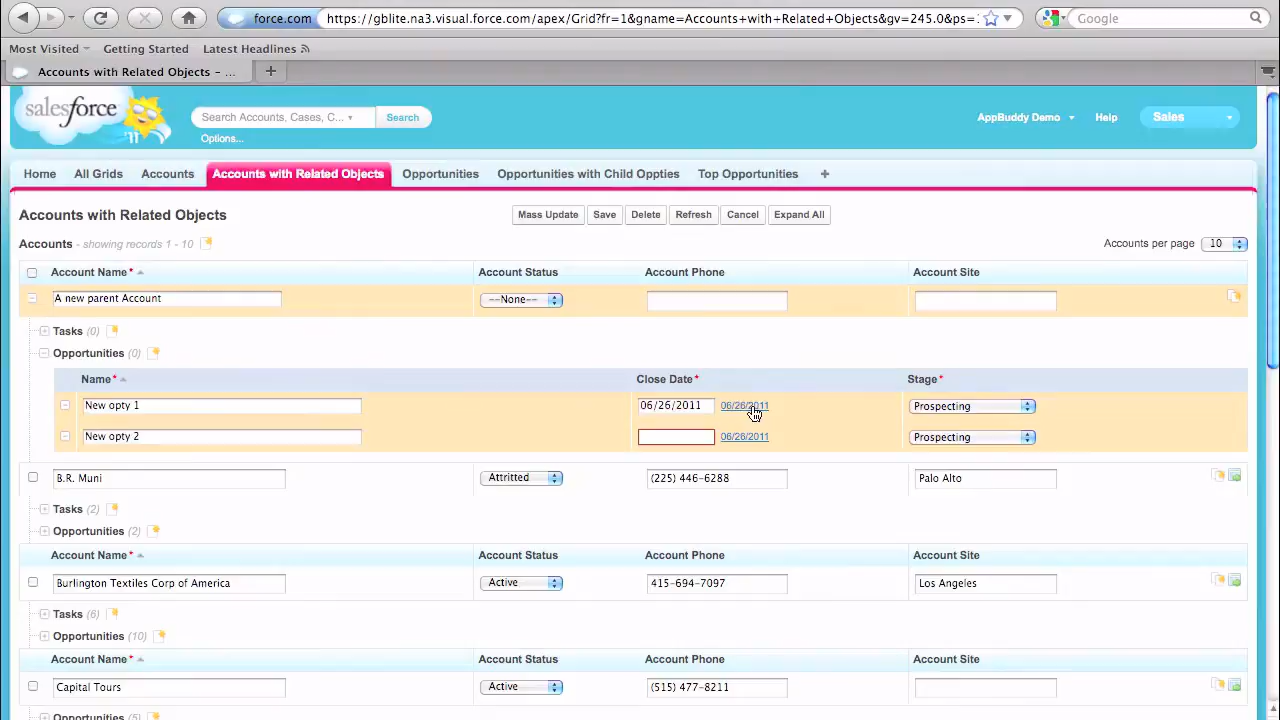 force.com
https://gblite.na3.visual.force.com/apex/Grid?fr=1&gname=Accounts+with+Related+Objects&gv=245.0&ps=
Google
Most Visited
Getting Started
Latest Headlines
Accounts with Related Objects - ...
salesforce
'11
Search Accounts, Cases, C...
Search
Options...
AppBuddy Demo
Help
Sales
Home
All Grids
Accounts
Accounts with Related Objects
Opportunities
Opportunities with Child Oppties
Top Opportunities
+
Accounts with Related Objects
Mass Update
Save
Delete
Refresh
Cancel
Expand All
Accounts - showing records 1 - 10
Accounts per page 10
Account Name* Account Status Account Phone Account Site
A new parent Account --None--
Tasks (0)
Opportunities (0)
Name* Close Date* Stage*
New opty 1 06/26/2011 06/26/2011 Prospecting
New opty 2 06/26/2011 Prospecting
B.R. Muni Attritted (225) 446-6288 Palo Alto
Tasks (2)
Opportunities (2)
Account Name* Account Status Account Phone Account Site
Burlington Textiles Corp of America Active 415-694-7097 Los Angeles
Tasks (6)
Opportunities (10)
Account Name* Account Status Account Phone Account Site
Capital Tours Active (515) 477-8211
Opportunities (5)